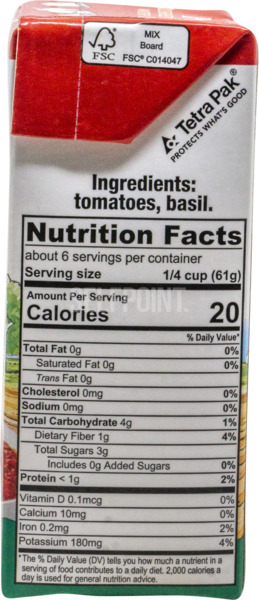 MIX
Board
FSC
FSC® C014047
Tetra Pak®
PROTECTS WHAT'S GOOD
Ingredients:
tomatoes, basil.
Nutrition Facts
about 6 servings per container
Serving size 1/4 cup (61g)
Amount Per Serving
Calories 20
% Daily Value*
Total Fat 0g 0%
Saturated Fat 0g 0%
Trans Fat 0g
Cholesterol 0mg 0%
Sodium 0mg 0%
Total Carbohydrate 4g 1%
Dietary Fiber 1g 4%
Total Sugars 3g
Includes 0g Added Sugars 0%
Protein < 1g 2%
Vitamin D 0.1mcg 0%
Calcium 10mg 0%
Iron 0.2mg 2%
Potassium 180mg 4%
*The % Daily Value (DV) tells you how much a nutrient in a
serving of food contributes to a daily diet. 2,000 calories a
day is used for general nutrition advice.